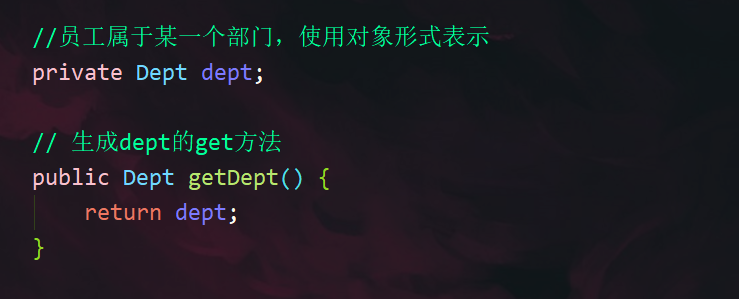 //员工属于某一个部门，使用对象形式表示
private Dept dept;
// 生成dept的get方法
public Dept getDept() {
    return dept;
}